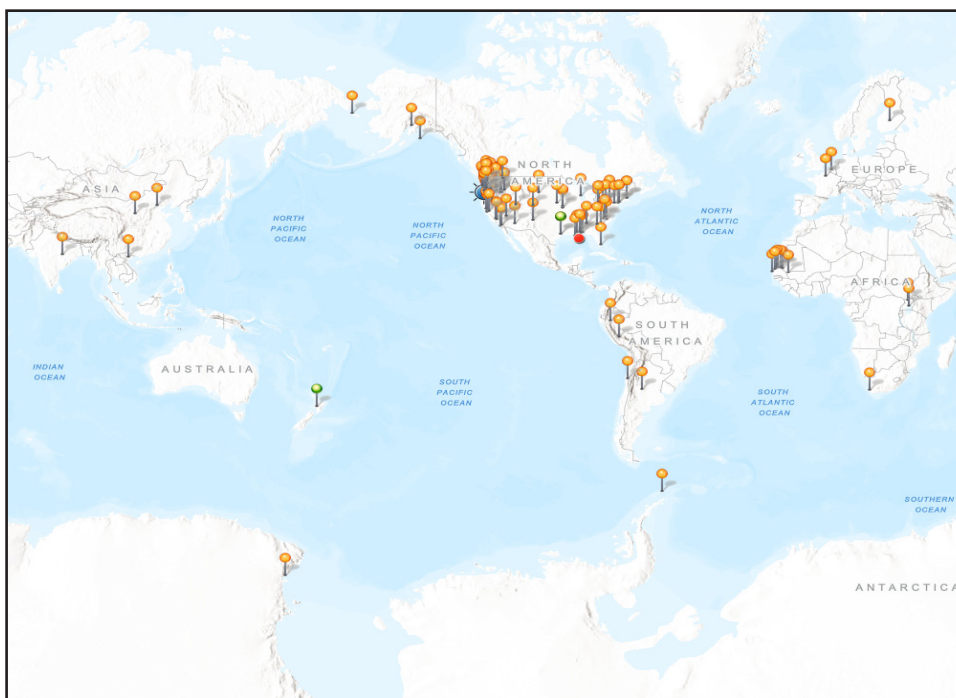 NORTH
AMERICA
ASIA
EUROPE
NORTH
PACIFIC
OCEAN
NORTH
PACIFIC
OCEAN
NORTH
ATLANTIC
OCEAN
AFRICA
SOUTH
AMERICA
AUSTRALIA
INDIAN
OCEAN
SOUTH
PACIFIC
OCEAN
SOUTH
ATLANTIC
OCEAN
SOUTHERN
OCEAN
ANTARCTICA